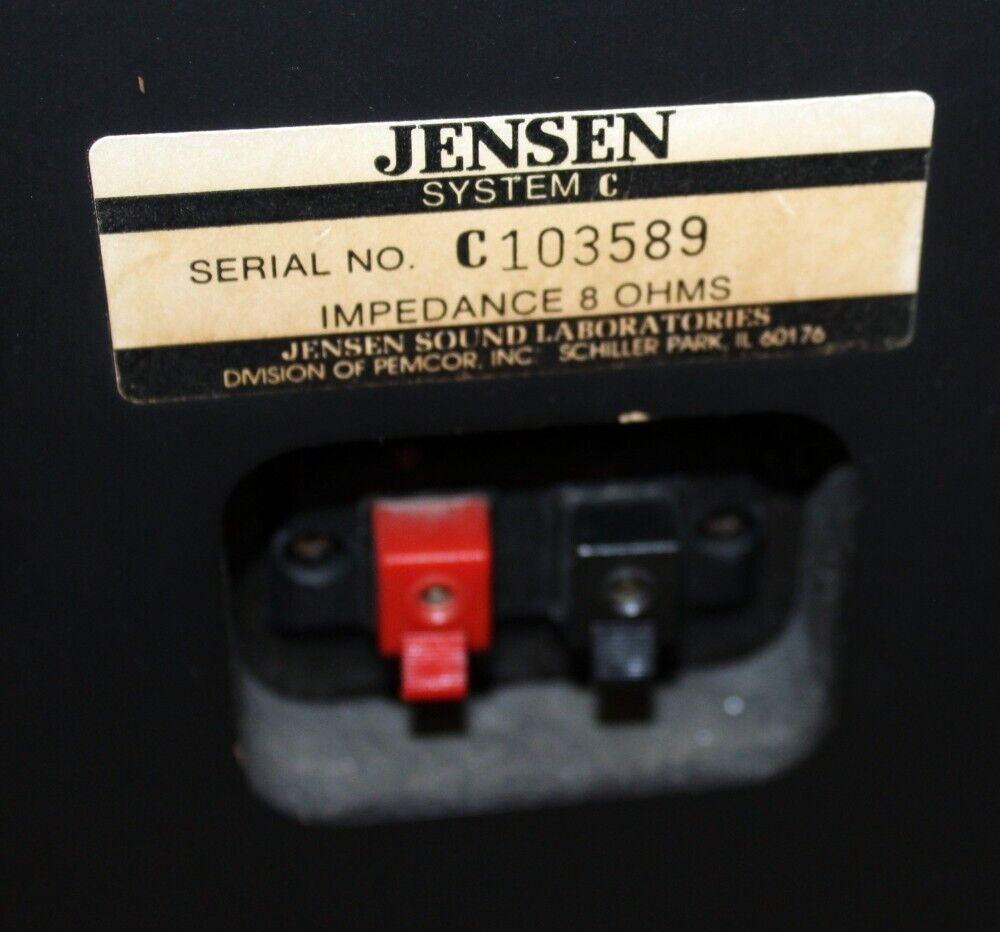 JENSEN
SYSTEM C
SERIAL NO. C103589
IMPEDANCE 8 OHMS
JENSEN SOUND LABORATORIES
DIVISION OF PEMCOR, INC SCHILLER PARK, IL 60176